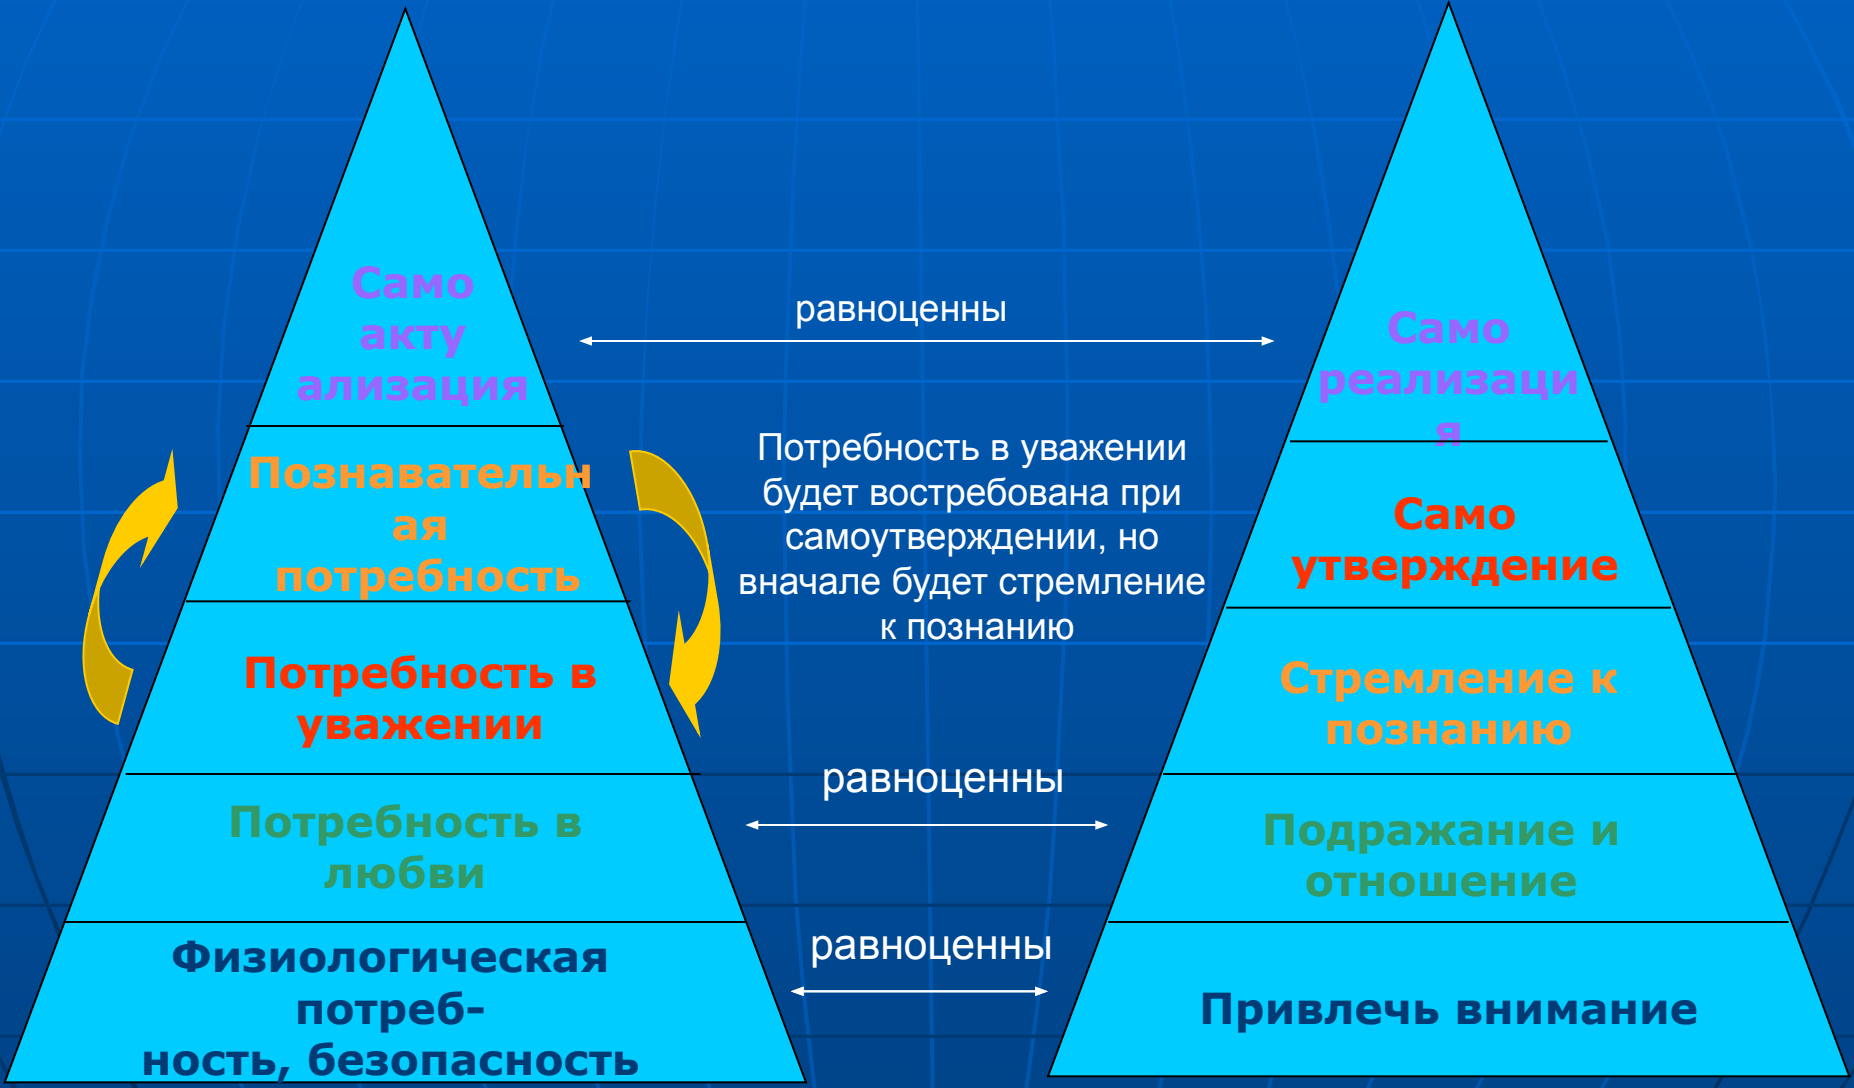 Само
акту
ализация
Познавательн
ая
потребность
Потребность в
уважении
Потребность в
любви
Физиологическая
потреб-
ность, безопасность
равноценны
Потребность в уважении
будет востребована при
самоутверждении, но
вначале будет стремление
к познанию
равноценны
равноценны
Само
реализаци
я
Само
утверждение
Стремление к
познанию
Подражание и
отношение
Привлечь внимание